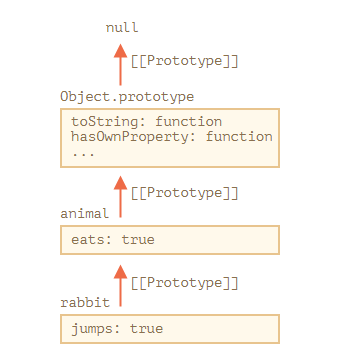 null
[[Prototype]]
Object.prototype
toString: function
hasOwnProperty: function
...
[[Prototype]]
animal
eats: true
[[Prototype]]
rabbit
jumps: true